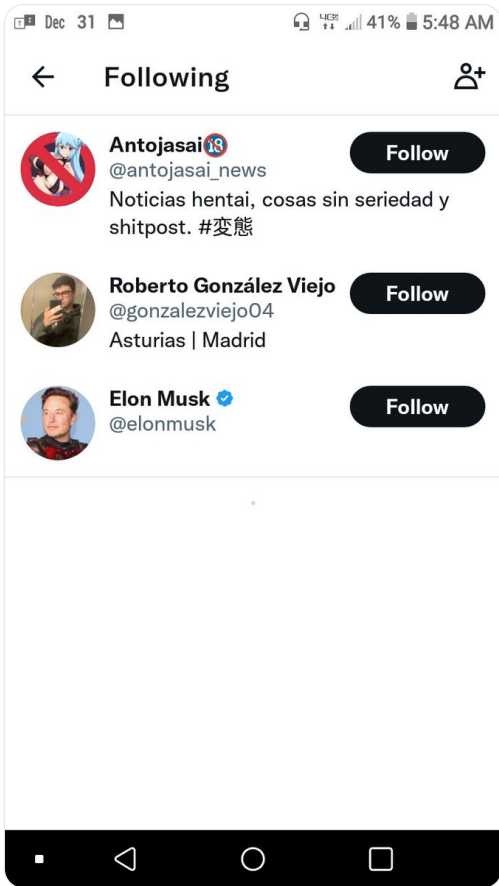 Dec 31 41% 5:48 AM
Following
Antojasai🔞
@antojasai_news
Follow
Noticias hentai, cosas sin seriedad y
shitpost. #変態
Roberto González Viejo
@gonzalezviejo04
Follow
Asturias | Madrid
Elon Musk
@elonmusk
Follow